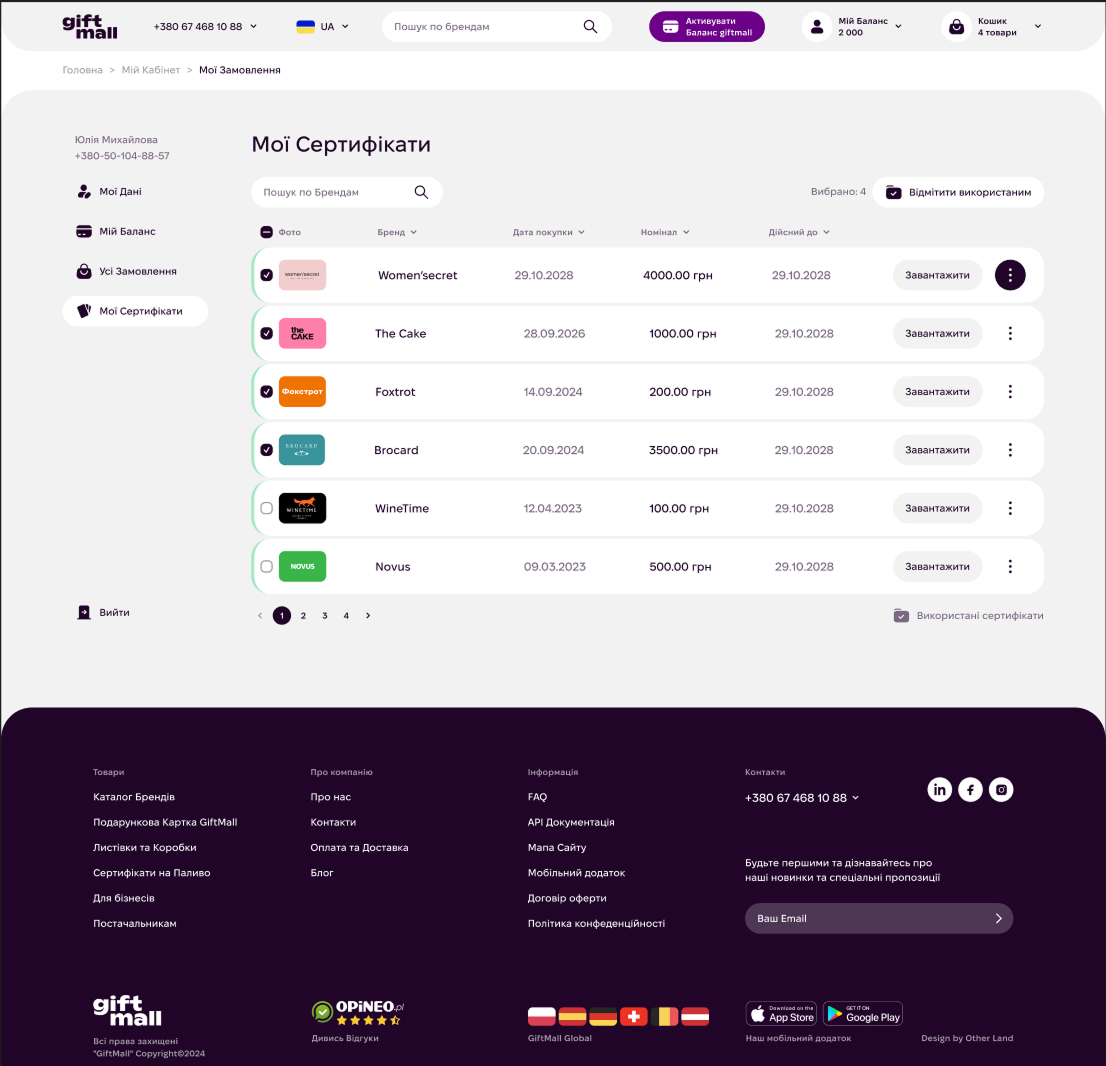 gift mall
+380 67 468 10 88
UA
Пошук по брендам
Активувати
Баланс giftmall
Мій Баланс
2 000
Кошик
4 товари
Головна > Мій Кабінет > Мої Замовлення
Юлія Михайлова
+380-50-104-88-57
Мої Дані
Мій Баланс
Усі Замовлення
Мої Сертифікати
Вийти
Мої Сертифікати
Пошук по Брендам
Вибрано: 4
Відмітити використаним
Фото Бренд Дата покупки Номінал Дійсний до
women'secret Women'secret 29.10.2028 4000.00 грн 29.10.2028 Завантажити
the CAKE The Cake 28.09.2026 1000.00 грн 29.10.2028 Завантажити
Фокстрот Foxtrot 14.09.2024 200.00 грн 29.10.2028 Завантажити
BROCARD Brocard 20.09.2024 3500.00 грн 29.10.2028 Завантажити
WINETIME WineTime 12.04.2023 100.00 грн 29.10.2028 Завантажити
NOVUS Novus 09.03.2023 500.00 грн 29.10.2028 Завантажити
< 1 2 3 4 >
Використані сертифікати
Товари
Каталог Брендів
Подарункова Картка GiftMall
Листівки та Коробки
Сертифікати на Паливо
Для бізнесів
Постачальникам
Про компанію
Про нас
Контакти
Оплата та Доставка
Блог
Інформація
FAQ
АРІ Документація
Мапа Сайту
Мобільний додаток
Договір оферти
Політика конфеденційності
Контакти
+380 67 468 10 88
in f
Будьте першими та дізнавайтесь про
наші новинки та спеціальні пропозиції
Ваш Email
gift mall
Всі права захищені
"GiftMall" Copyright©2024
OPiNEO.pl
Дивись Відгуки
GiftMall Global
Download on the
App Store
GET IT ON
Google Play
Наш мобільний додаток
Design by Other Land